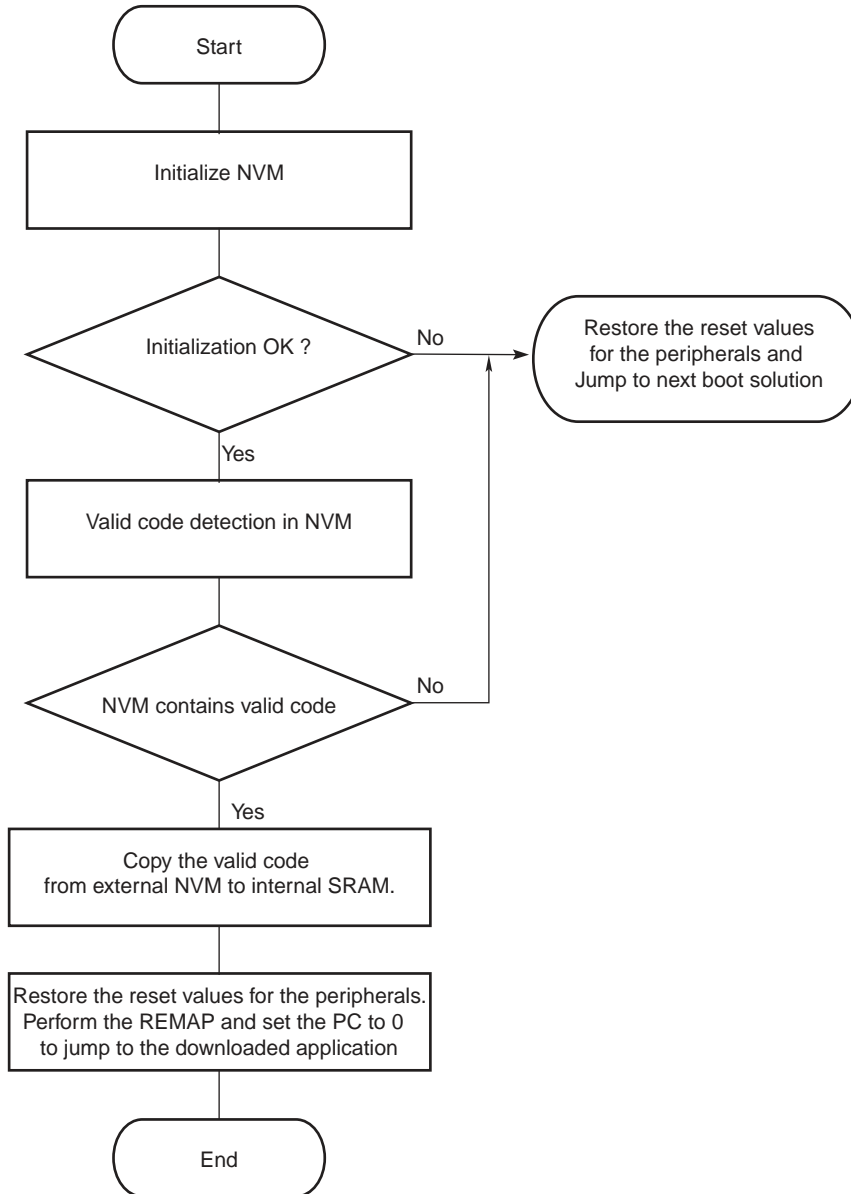 Start
Initialize NVM
Initialization OK ?
No
Restore the reset values
for the peripherals and
Jump to next boot solution
Yes
Valid code detection in NVM
NVM contains valid code
No
Yes
Copy the valid code
from external NVM to internal SRAM.
Restore the reset values for the peripherals.
Perform the REMAP and set the PC to 0
to jump to the downloaded application
End